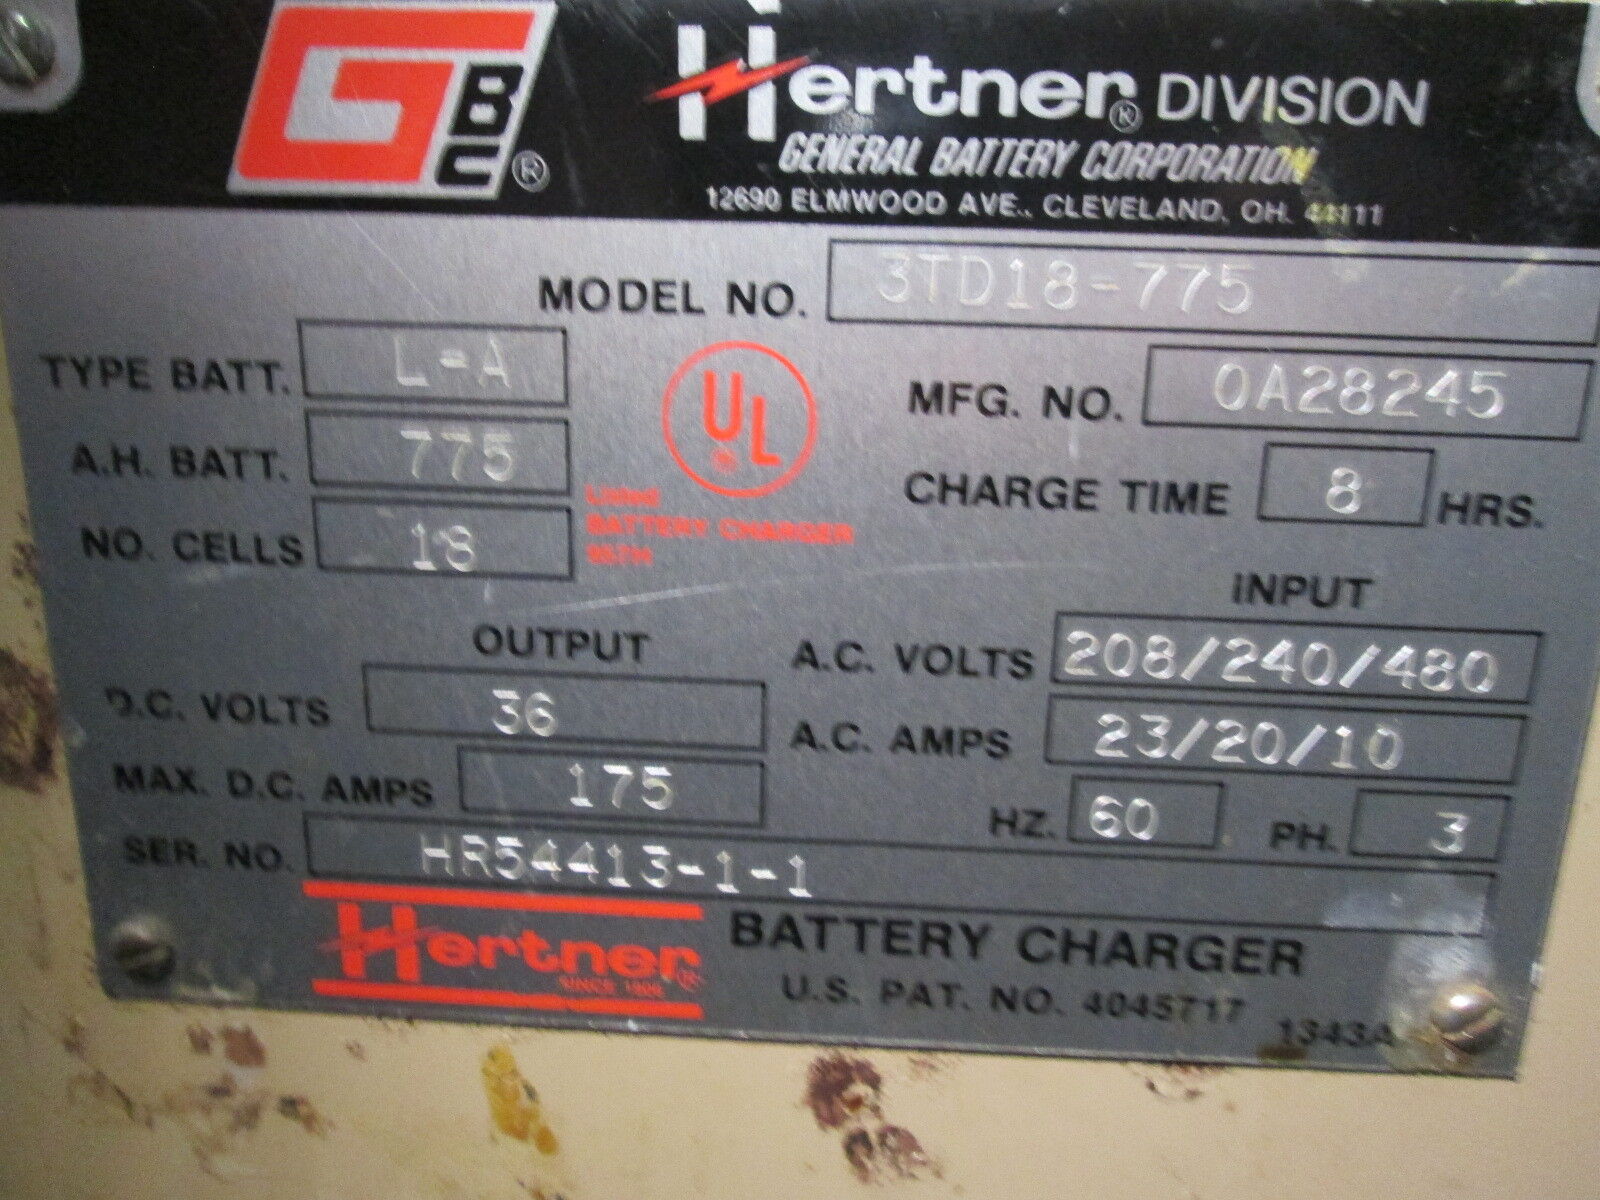 GBC®
Hertner® DIVISION
GENERAL BATTERY CORPORATION
12690 ELMWOOD AVE., CLEVELAND, OH. 44111
MODEL NO. 3TD18-775
TYPE BATT. L-A
MFG. NO. 0A28245
A.H. BATT. 775
CHARGE TIME 8 HRS.
NO. CELLS 18
UL®
Listed
BATTERY CHARGER
OUTPUT
INPUT
D.C. VOLTS 36
A.C. VOLTS 208/240/480
MAX. D.C. AMPS 175
A.C. AMPS 23/20/10
HZ. 60 PH. 3
SER. NO. HR54413-1-1
Hertner®
SINCE
BATTERY CHARGER
U.S. PAT. NO. 4045717
1343A